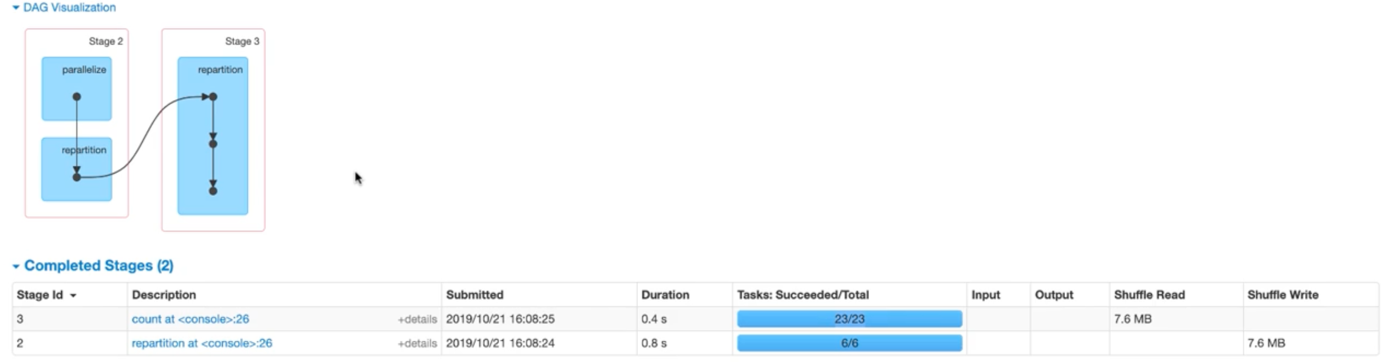 DAG Visualization
Stage 2 Stage 3
parallelize repartition
repartition
Completed Stages (2)
Stage Id Description Submitted Duration Tasks: Succeeded/Total Input Output Shuffle Read Shuffle Write
3 count at <console>:26 +details 2019/10/21 16:08:25 0.4 s 23/23 7.6 MB
2 repartition at <console>:26 +details 2019/10/21 16:08:24 0.8 s 6/6 7.6 MB